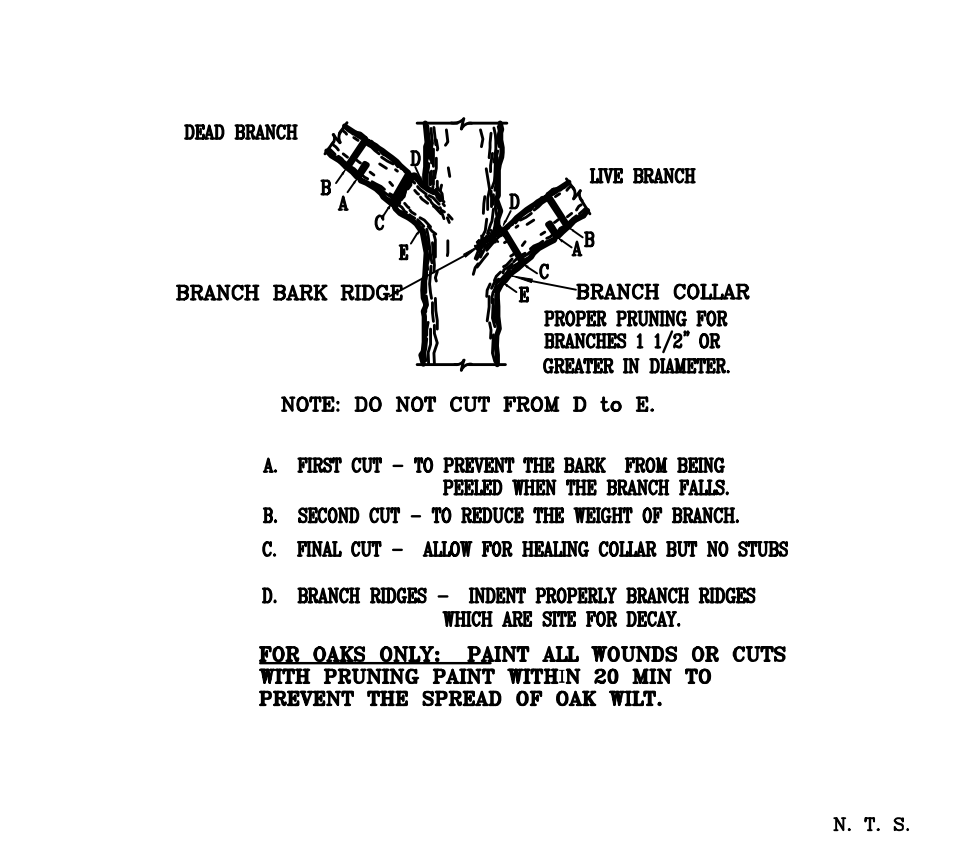 DEAD BRANCH
D
B
A
C
E
LIVE BRANCH
D
B
A
C
E
BRANCH BARK RIDGE
BRANCH COLLAR
PROPER PRUNING FOR
BRANCHES 1 1/2" OR
GREATER IN DIAMETER.
NOTE: DO NOT CUT FROM D to E.
A. FIRST CUT - TO PREVENT THE BARK FROM BEING
PEELED WHEN THE BRANCH FALLS.
B. SECOND CUT - TO REDUCE THE WEIGHT OF BRANCH.
C. FINAL CUT - ALLOW FOR HEALING COLLAR BUT NO STUBS
D. BRANCH RIDGES - INDENT PROPERLY BRANCH RIDGES
WHICH ARE SITE FOR DECAY.
FOR OAKS ONLY: PAINT ALL WOUNDS OR CUTS
WITH PRUNING PAINT WITHIN 20 MIN TO
PREVENT THE SPREAD OF OAK WILT.
N. T. S.